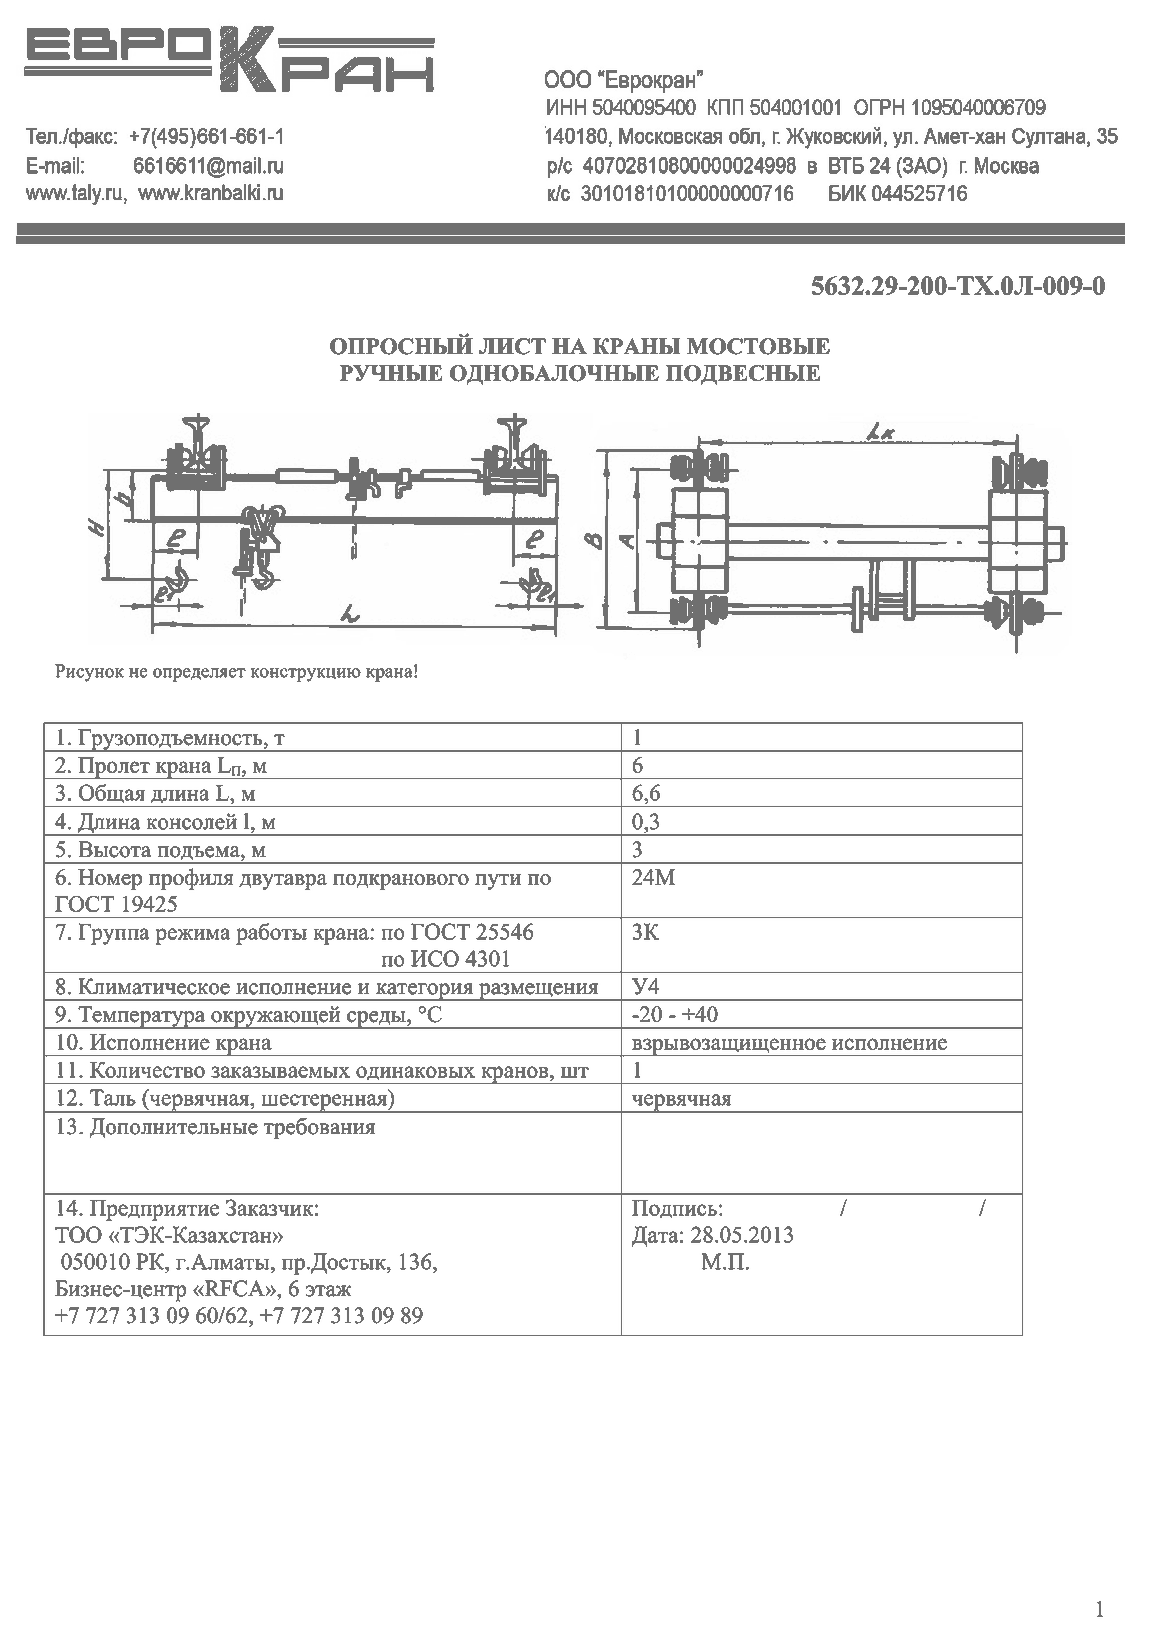 ЕВРОКРАН
ООО “Еврокран”
ИНН 5040095400 КПП 504001001 ОГРН 1095040006709
Тел./факс: +7(495)661-661-1
140180, Московская обл, г. Жуковский, ул. Амет-хан Султана, 35
E-mail: 6616611@mail.ru
р/с 40702810800000024998 в ВТБ 24 (ЗАО) г. Москва
www.taly.ru, www.kranbalki.ru
к/с 30101810100000000716 БИК 044525716
5632.29-200-ТХ.0Л-009-0
ОПРОСНЫЙ ЛИСТ НА КРАНЫ МОСТОВЫЕ
РУЧНЫЕ ОДНОБАЛОЧНЫЕ ПОДВЕСНЫЕ
H
h
l
l
l1
l1
L
B
A
Lк
Рисунок не определяет конструкцию крана!
1. Грузоподъемность, т 1
2. Пролет крана LП, м 6
3. Общая длина L, м 6,6
4. Длина консолей l, м 0,3
5. Высота подъема, м 3
6. Номер профиля двутавра подкранового пути по 24М
ГОСТ 19425
7. Группа режима работы крана: по ГОСТ 25546 3К
по ИСО 4301
8. Климатическое исполнение и категория размещения У4
9. Температура окружающей среды, °С -20 - +40
10. Исполнение крана взрывозащищенное исполнение
11. Количество заказываемых одинаковых кранов, шт 1
12. Таль (червячная, шестеренная) червячная
13. Дополнительные требования
14. Предприятие Заказчик:
ТОО «ТЭК-Казахстан»
050010 РК, г.Алматы, пр.Достык, 136,
Бизнес-центр «RFCA», 6 этаж
+7 727 313 09 60/62, +7 727 313 09 89
Подпись: / /
Дата: 28.05.2013
М.П.
1